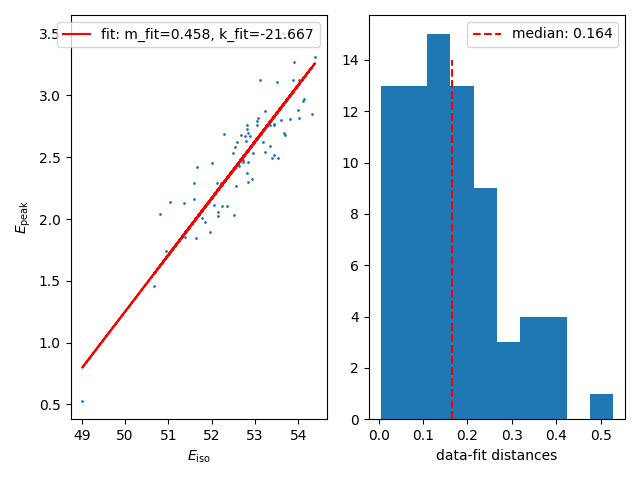 fit: m_fit=0.458, k_fit=-21.667
3.5
3.0
2.5
2.0
1.5
1.0
0.5
E_peak
49 50 51 52 53 54
E_iso
median: 0.164
14
12
10
8
6
4
2
0
0.0 0.1 0.2 0.3 0.4 0.5
data-fit distances